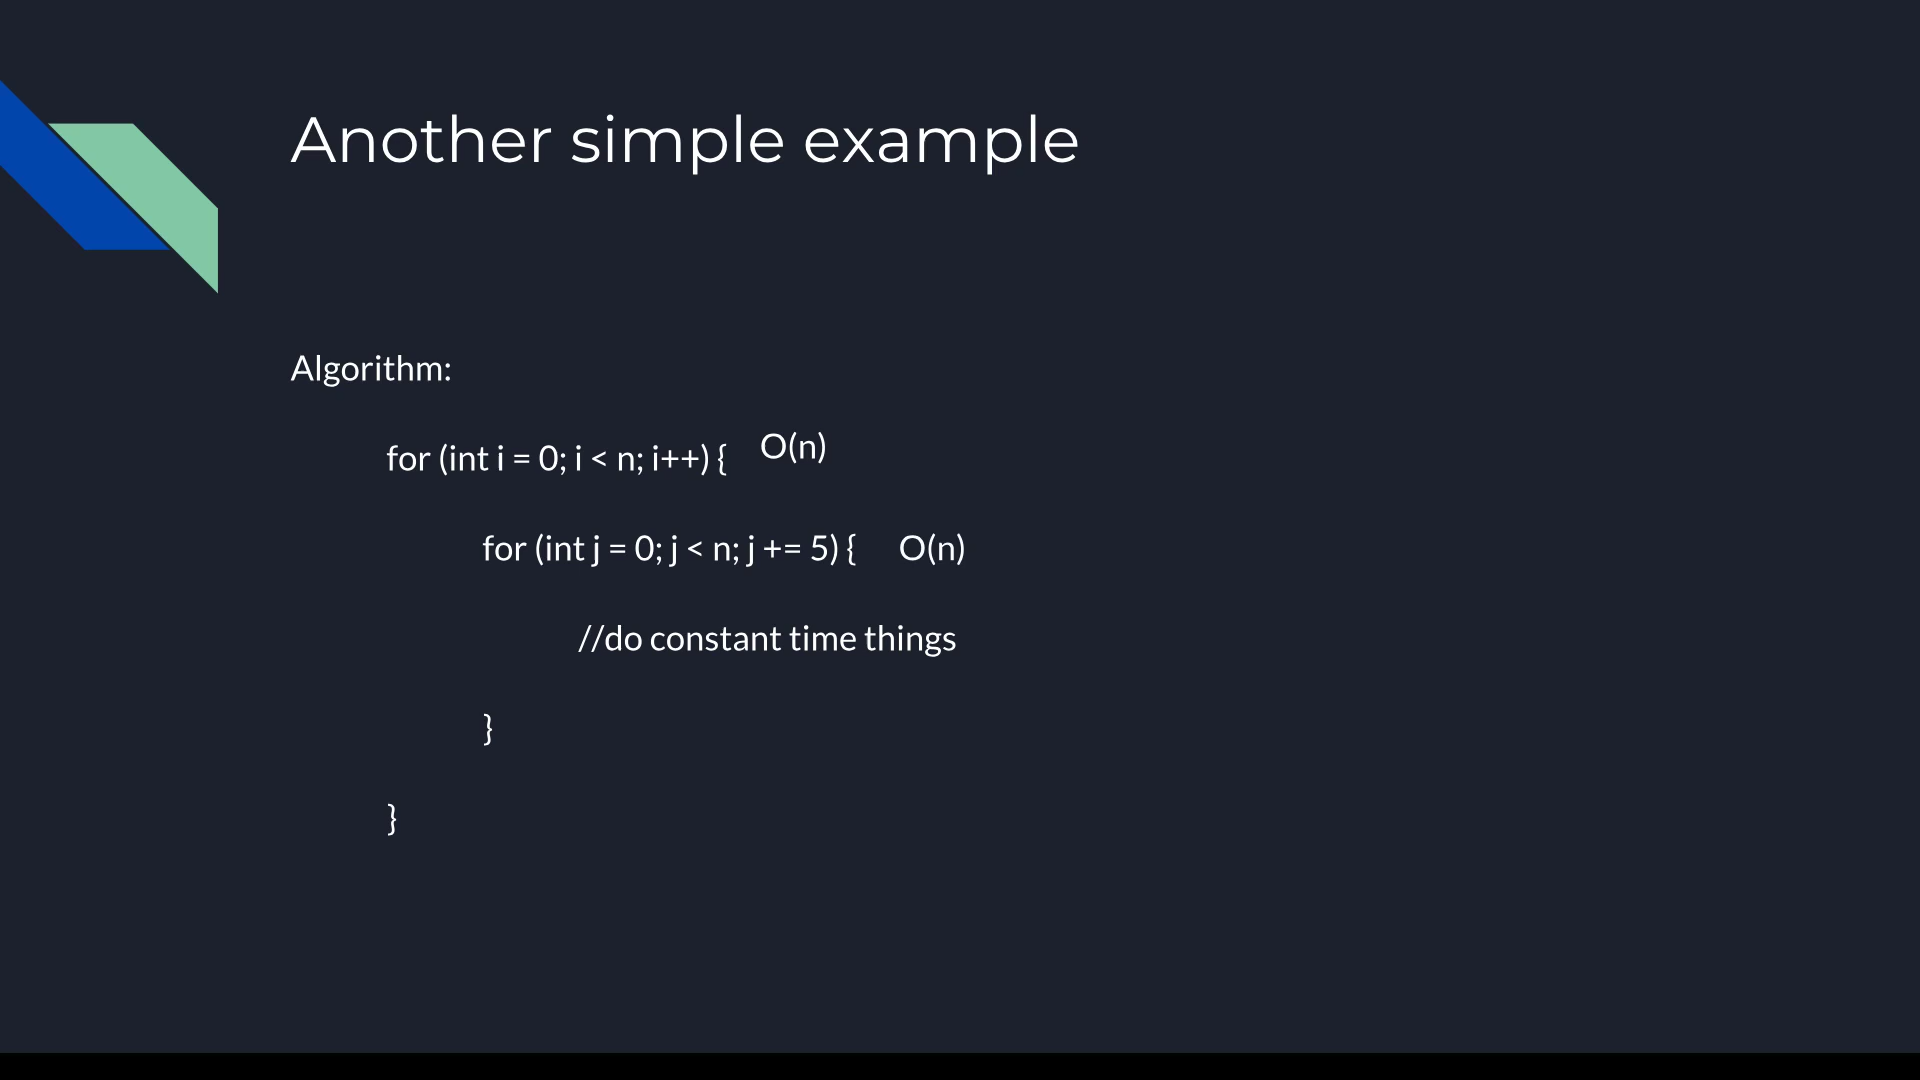 Another simple example
Algorithm:
for (int i = 0; i < n; i++) { O(n)
for (int j = 0; j < n; j += 5) { O(n)
//do constant time things
}
}